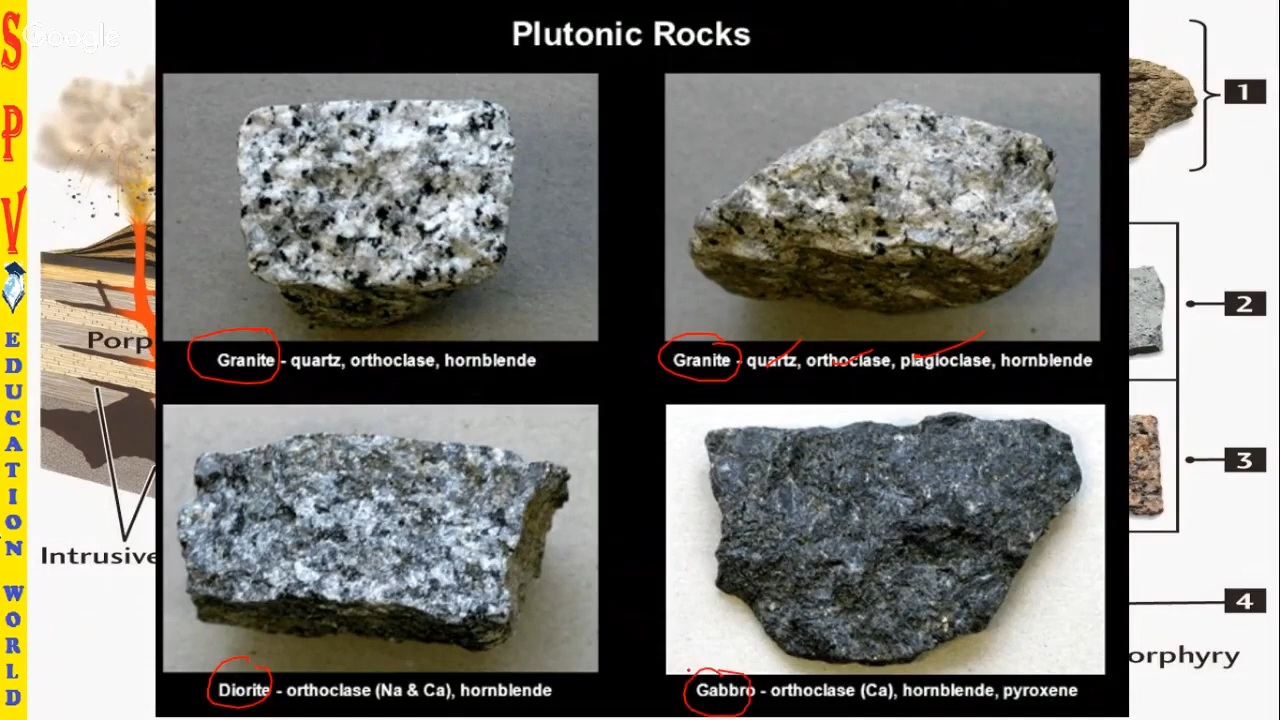 Google
S
P
V
EDUCATION
WORLD
Plutonic Rocks
Granite - quartz, orthoclase, hornblende
Granite - quartz, orthoclase, plagioclase, hornblende
Diorite - orthoclase (Na & Ca), hornblende
Gabbro - orthoclase (Ca), hornblende, pyroxene
Porp
Intrusive
1
2
3
4
orphyry